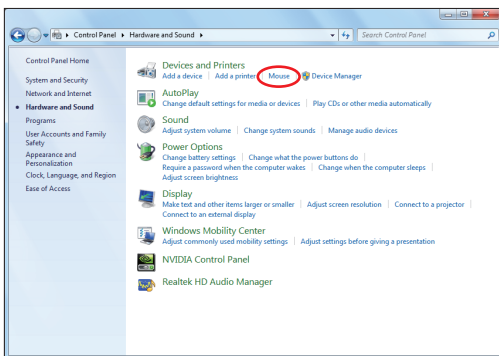 Control Panel ▸ Hardware and Sound ▸
Search Control Panel
Control Panel Home
System and Security
Network and Internet
Hardware and Sound
Programs
User Accounts and Family
Safety
Appearance and
Personalization
Clock, Language, and Region
Ease of Access
Devices and Printers
Add a device | Add a printer | Mouse | Device Manager
AutoPlay
Change default settings for media or devices | Play CDs or other media automatically
Sound
Adjust system volume | Change system sounds | Manage audio devices
Power Options
Change battery settings | Change what the power buttons do |
Require a password when the computer wakes | Change when the computer sleeps |
Adjust screen brightness
Display
Make text and other items larger or smaller | Adjust screen resolution | Connect to a projector |
Connect to an external display
Windows Mobility Center
Adjust commonly used mobility settings | Adjust settings before giving a presentation
NVIDIA Control Panel
Realtek HD Audio Manager